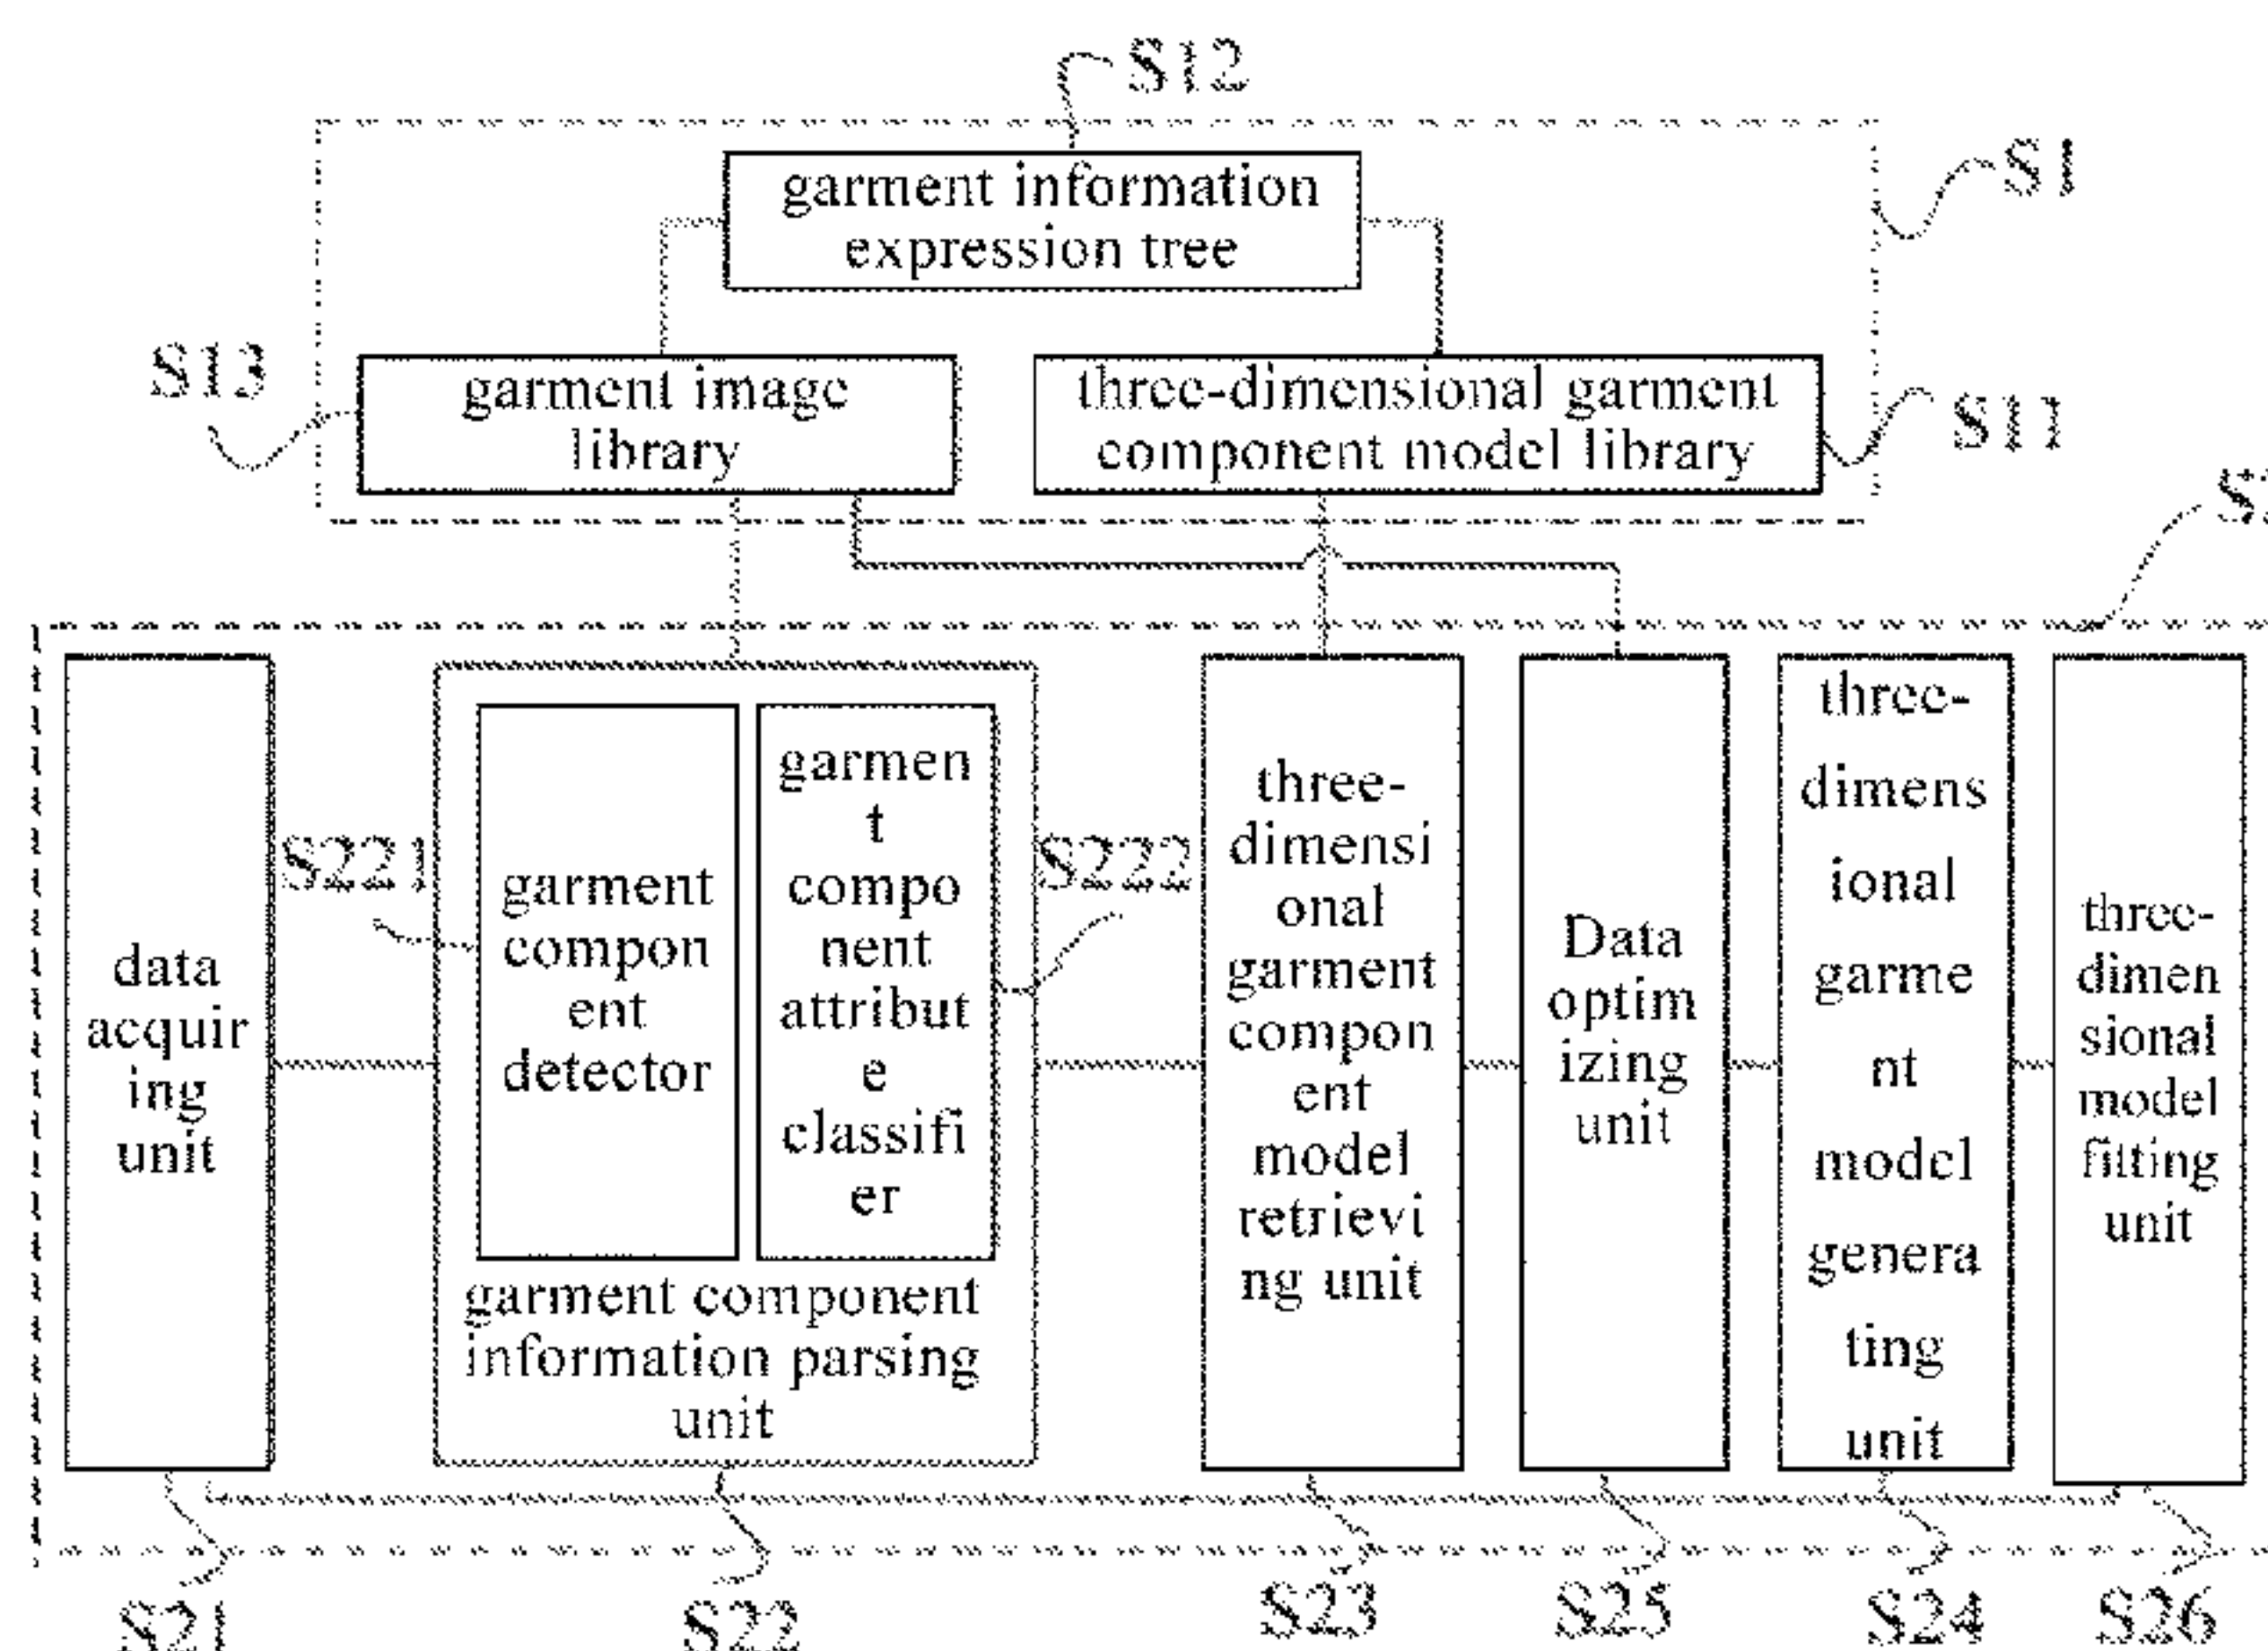 S12
S1
garment information
expression tree
S13
garment image
library
three-dimensional garment
component model library
S11
data
acquir
ing
unit
S221
garment
compon
ent
detector
garmen
t
compo
nent
attribut
e
classifi
er
S222
garment component
information parsing
unit
three-
dimensi
onal
garment
compon
ent
model
retrievi
ng unit
Data
optim
izing
unit
three-
dimens
ional
garme
nt
model
genera
ting
unit
three-
dimen
sional
model
fitting
unit
S21
S22
S23
S25
S24
S26